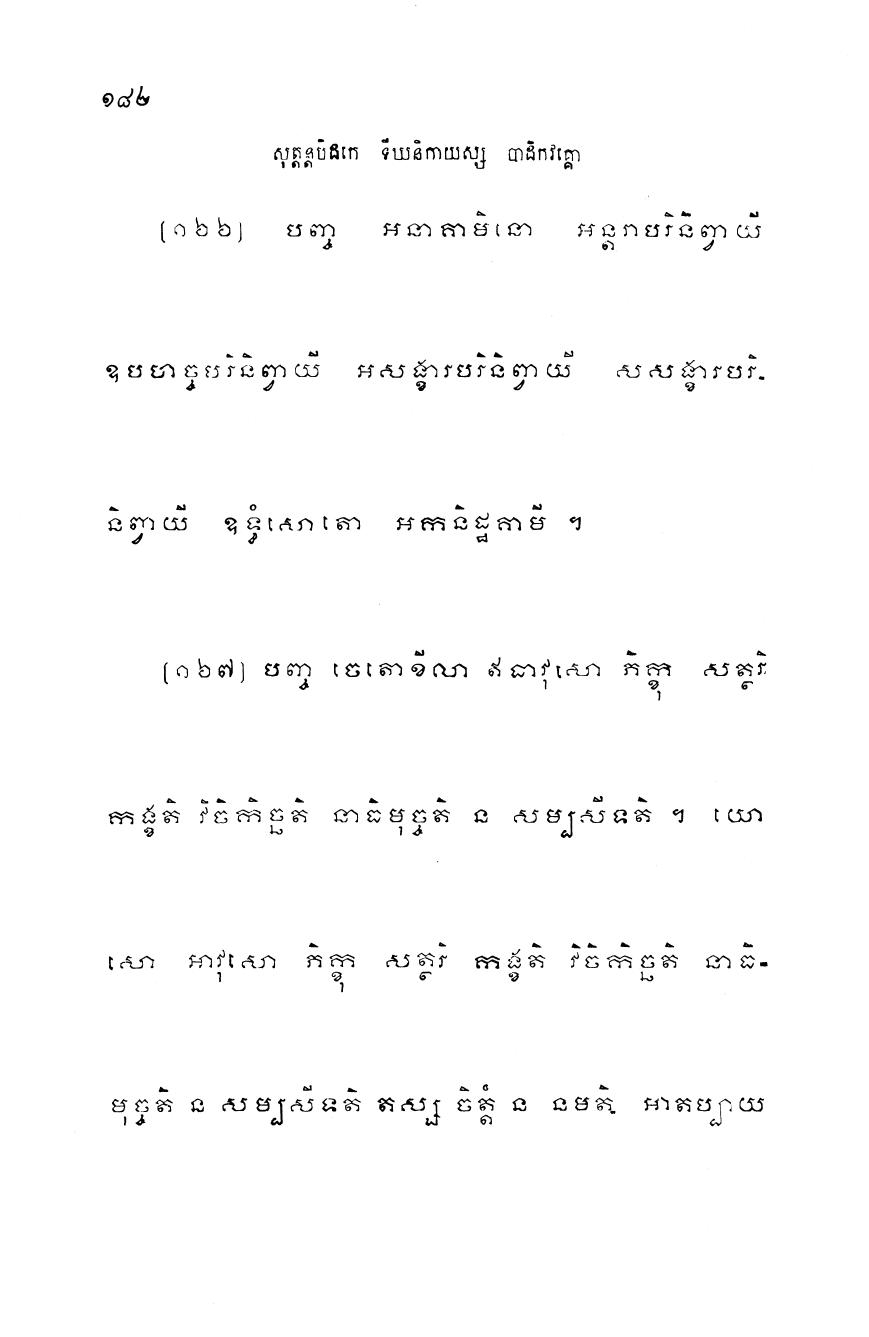 ១៨២
សុត្តន្តបិដកេ ទីឃនិកាយស្ស បាដិកវគ្គោ
(១៦៦) បញ្ច អនាគាមិនោ អន្តរាបរិនិព្វាយី
ឧបហច្ចបរិនិព្វាយី អសង្ខារបរិនិព្វាយី សសង្ខារបរិ-
និព្វាយី ឧទ្ធំសោតោ អកនិដ្ឋគាមី ។
(១៦៧) បញ្ច ចេតោខីលា ឥធាវុសោ ភិក្ខុ សត្ថរិ
កង្ខតិ វិចិកិច្ឆតិ នាធិមុច្ចតិ ន សម្បសីទតិ ។ យោ
សោ អាវុសោ ភិក្ខុ សត្ថរិ កង្ខតិ វិចិកិច្ឆតិ នាធិ-
មុច្ចតិ ន សម្បសីទតិ តស្ស ចិត្តំ ន នមតិ អាតប្បាយ